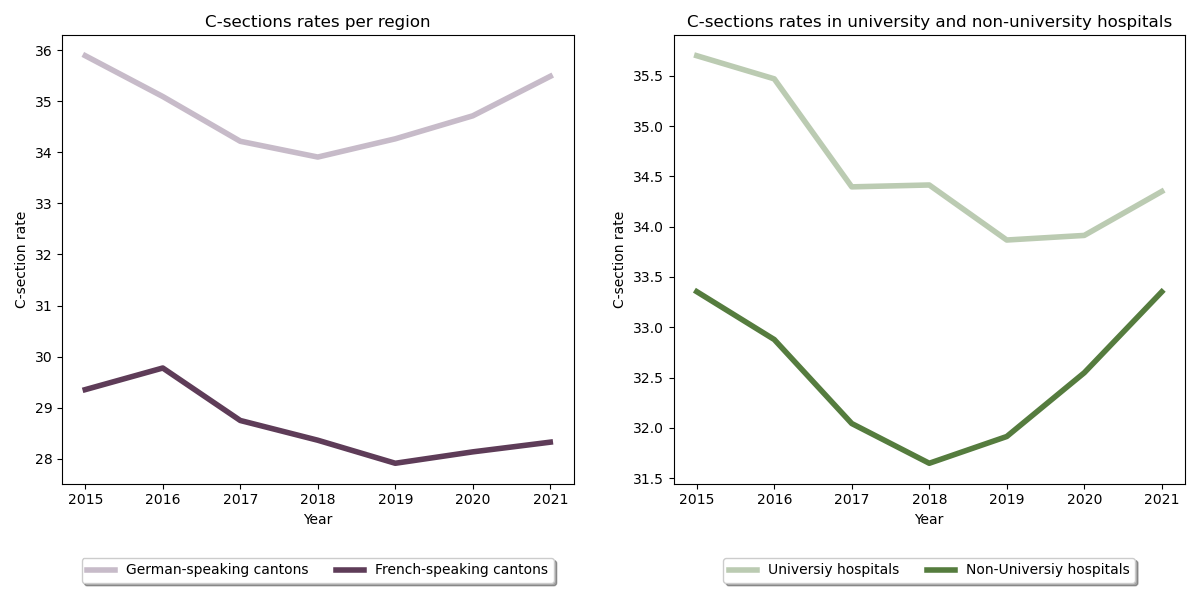 C-sections rates per region
36
35
34
33
32
31
30
29
28
C-section rate
2015 2016 2017 2018 2019 2020 2021
Year
German-speaking cantons French-speaking cantons
C-sections rates in university and non-university hospitals
35.5
35.0
34.5
34.0
33.5
33.0
32.5
32.0
31.5
C-section rate
2015 2016 2017 2018 2019 2020 2021
Year
Universiy hospitals Non-Universiy hospitals